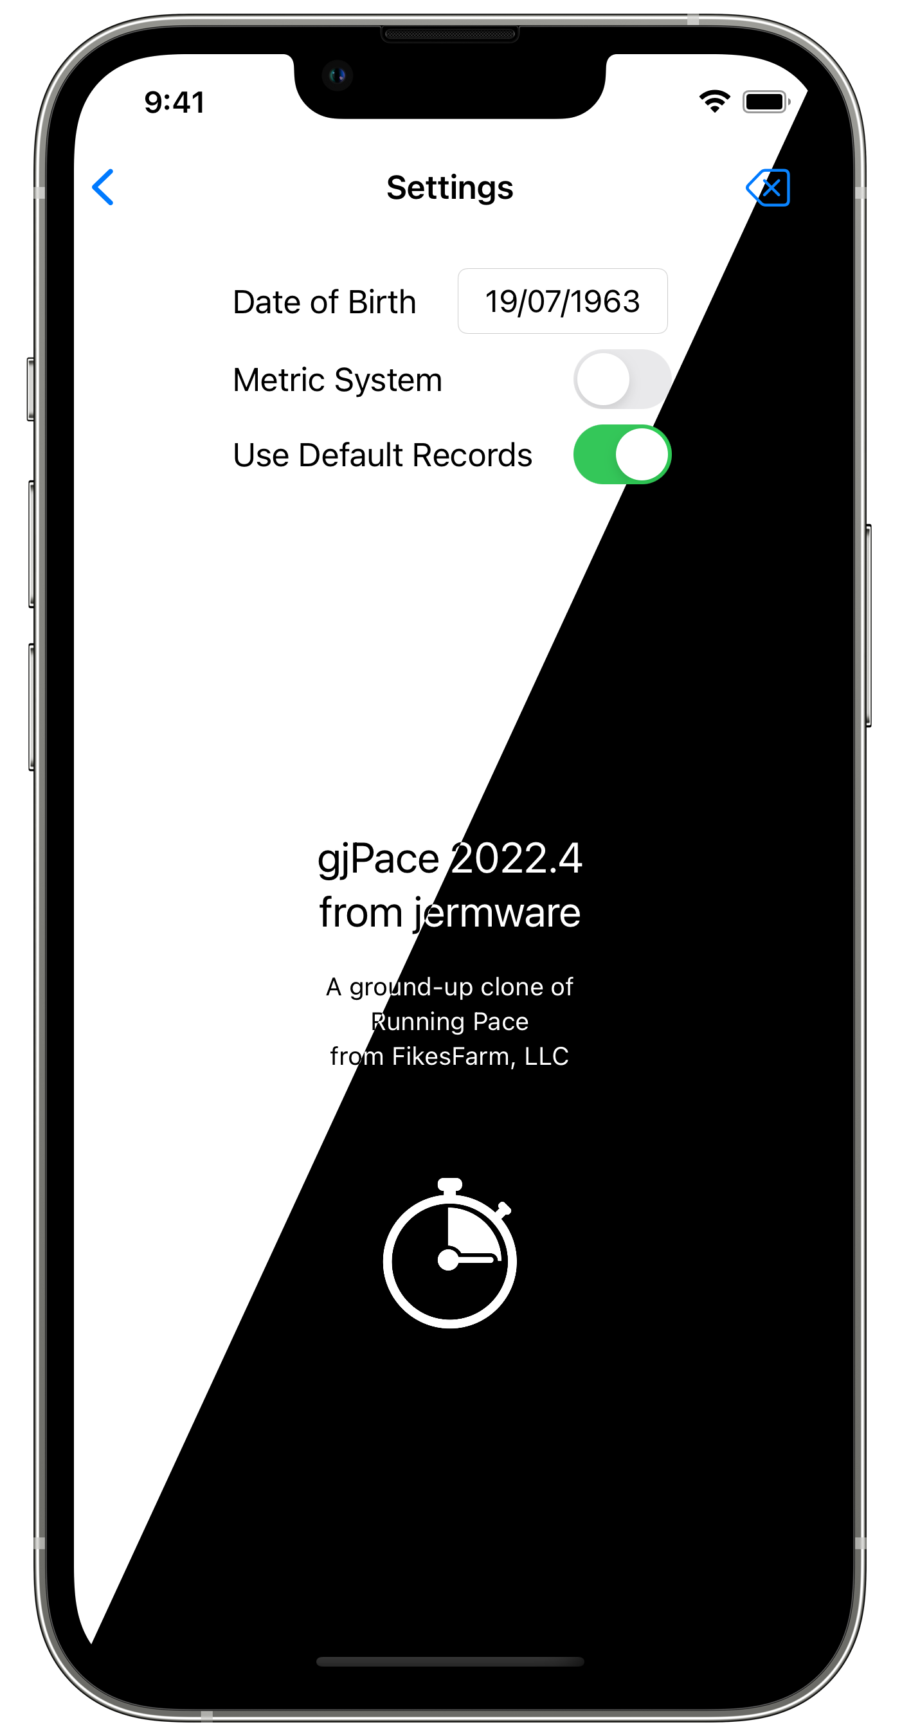 9:41
Settings
Date of Birth 19/07/1963
Metric System
Use Default Records
gjPace 2022.4
from jermware
A ground-up clone of
Running Pace
from FikesFarm, LLC